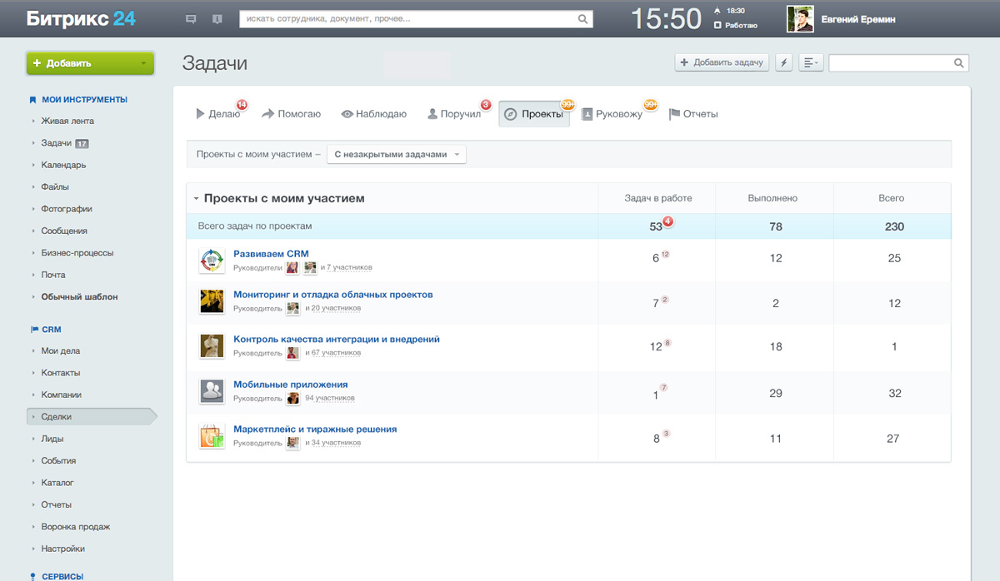 Битрикс 24
искать сотрудника, документ, прочее...
15:50
18:30
Работаю
Евгений Еремин
+ Добавить
МОИ ИНСТРУМЕНТЫ
Живая лента
Задачи 17
Календарь
Файлы
Фотографии
Сообщения
Бизнес-процессы
Почта
Обычный шаблон
CRM
Мои дела
Контакты
Компании
Сделки
Лиды
События
Каталог
Отчеты
Воронка продаж
Настройки
СЕРВИСЫ
Задачи
+ Добавить задачу
Делаю 14 Помогаю Наблюдаю Поручил 3 Проекты 99+ Руковожу 99+ Отчеты
Проекты с моим участием – С незакрытыми задачами
Проекты с моим участием Задач в работе Выполнено Всего
Всего задач по проектам 53 4 78 230
Развиваем CRM 6 12 12 25
Руководители и 7 участников
Мониторинг и отладка облачных проектов 7 2 2 12
Руководитель и 20 участников
Контроль качества интеграции и внедрений 12 8 18 1
Руководитель и 67 участников
Мобильные приложения 1 7 29 32
Руководитель 94 участников
Маркетплейс и тиражные решения 8 3 11 27
Руководитель и 34 участников